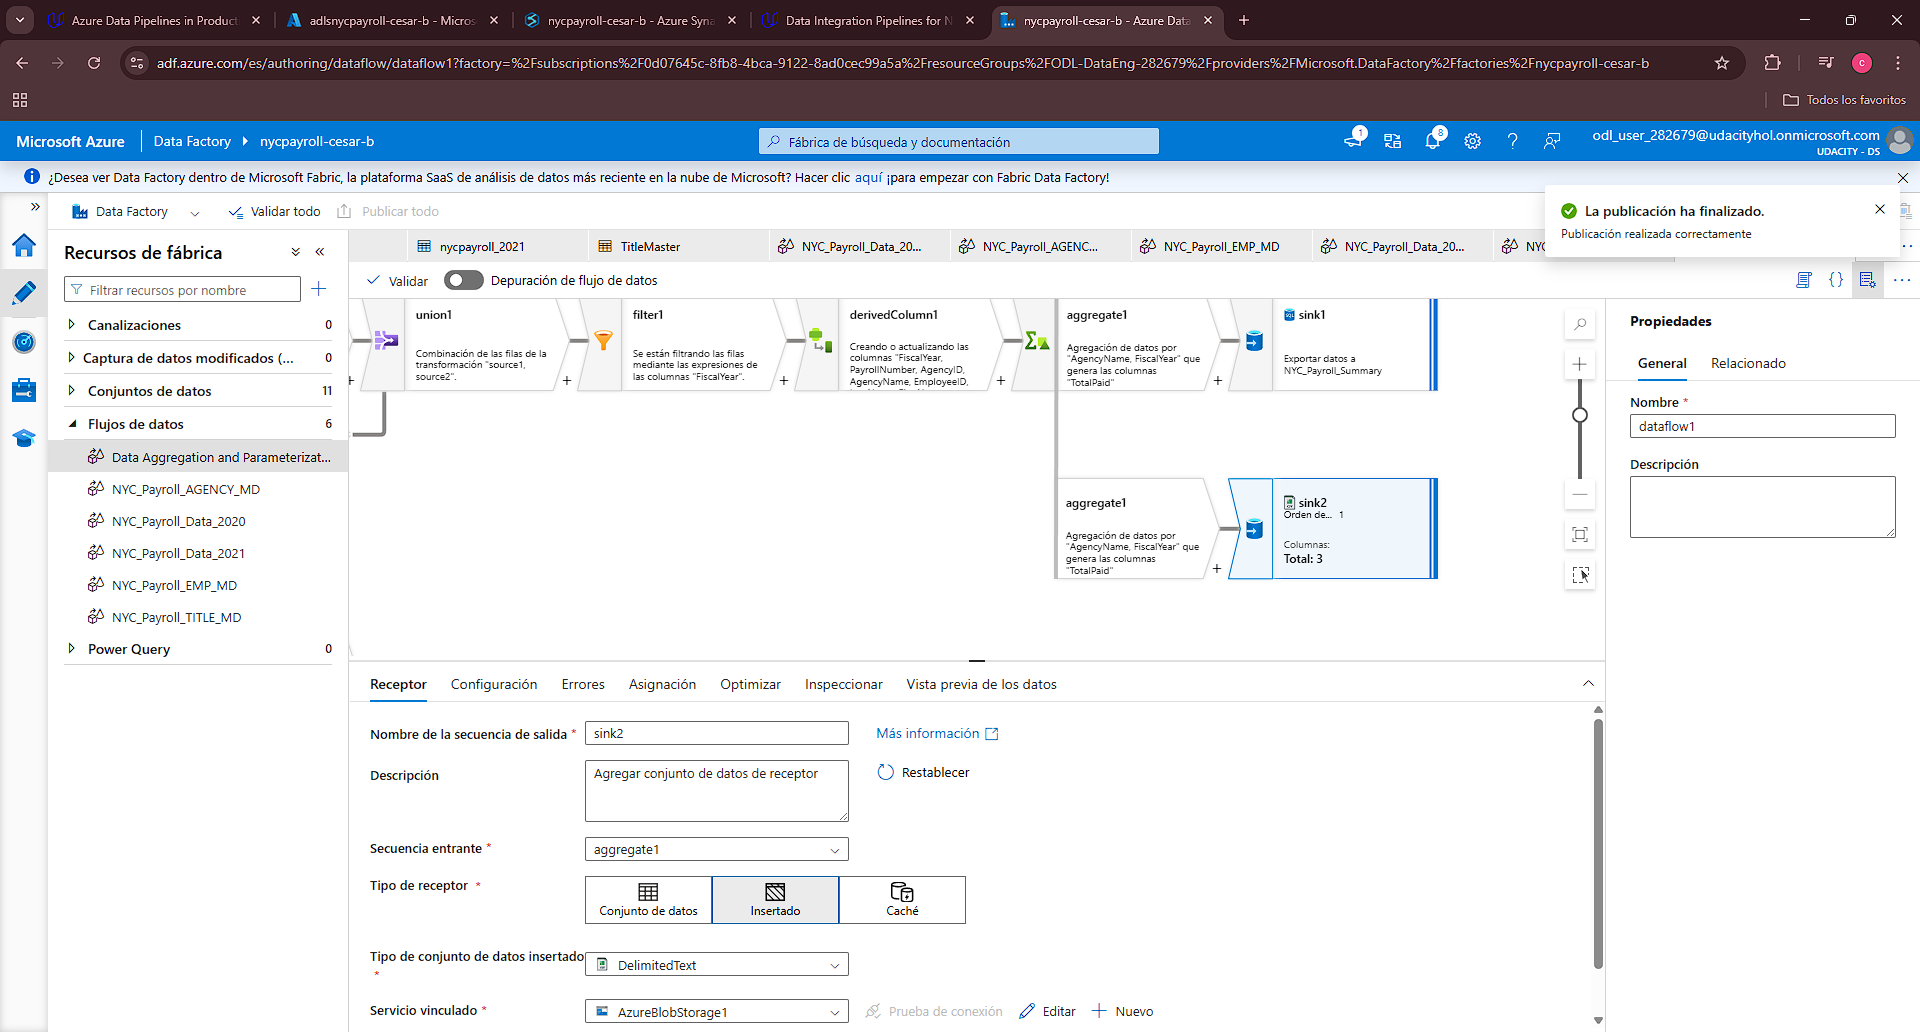 Azure Data Pipelines in Product
adlsnycpayroll-cesar-b - Micros
nycpayroll-cesar-b - Azure Syna
Data Integration Pipelines for N
nycpayroll-cesar-b - Azure Data
adf.azure.com/es/authoring/dataflow/dataflow1?factory=%2Fsubscriptions%2F0d07645c-8fb8-4bca-9122-8ad0cec99a5a%2FresourceGroups%2FODL-DataEng-282679%2Fproviders%2FMicrosoft.DataFactory%2Ffactories%2Fnycpayroll-cesar-b
c
Todos los favoritos
Microsoft Azure
Data Factory
nycpayroll-cesar-b
Fábrica de búsqueda y documentación
1
8
odl_user_282679@udacityhol.onmicrosoft.com
UDACITY - DS
¿Desea ver Data Factory dentro de Microsoft Fabric, la plataforma SaaS de análisis de datos más reciente en la nube de Microsoft? Hacer clic aquí ¡para empezar con Fabric Data Factory!
Data Factory
Validar todo
Publicar todo
La publicación ha finalizado.
Publicación realizada correctamente
Recursos de fábrica
nycpayroll_2021
TitleMaster
NYC_Payroll_Data_20...
NYC_Payroll_AGENC...
NYC_Payroll_EMP_MD
NYC_Payroll_Data_20...
NY
Filtrar recursos por nombre
Validar
Depuración de flujo de datos
Canalizaciones 0
Captura de datos modificados (... 0
Conjuntos de datos 11
Flujos de datos 6
Data Aggregation and Parameterizat...
NYC_Payroll_AGENCY_MD
NYC_Payroll_Data_2020
NYC_Payroll_Data_2021
NYC_Payroll_EMP_MD
NYC_Payroll_TITLE_MD
Power Query 0
union1
Combinación de las filas de la
transformación "source1,
source2".
filter1
Se están filtrando las filas
mediante las expresiones de
las columnas "FiscalYear".
derivedColumn1
Creando o actualizando las
columnas "FiscalYear,
PayrollNumber, AgencyID,
AgencyName, EmployeeID,
aggregate1
Agregación de datos por
"AgencyName, FiscalYear" que
genera las columnas
"TotalPaid"
sink1
Exportar datos a
NYC_Payroll_Summary
aggregate1
Agregación de datos por
"AgencyName, FiscalYear" que
genera las columnas
"TotalPaid"
sink2
Orden de... 1
Columnas:
Total: 3
Propiedades
General
Relacionado
Nombre *
dataflow1
Descripción
Receptor
Configuración
Errores
Asignación
Optimizar
Inspeccionar
Vista previa de los datos
Nombre de la secuencia de salida *
sink2
Más información
Descripción
Agregar conjunto de datos de receptor
Restablecer
Secuencia entrante *
aggregate1
Tipo de receptor *
Conjunto de datos
Insertado
Caché
Tipo de conjunto de datos insertado
*
DelimitedText
Servicio vinculado *
AzureBlobStorage1
Prueba de conexión
Editar
Nuevo